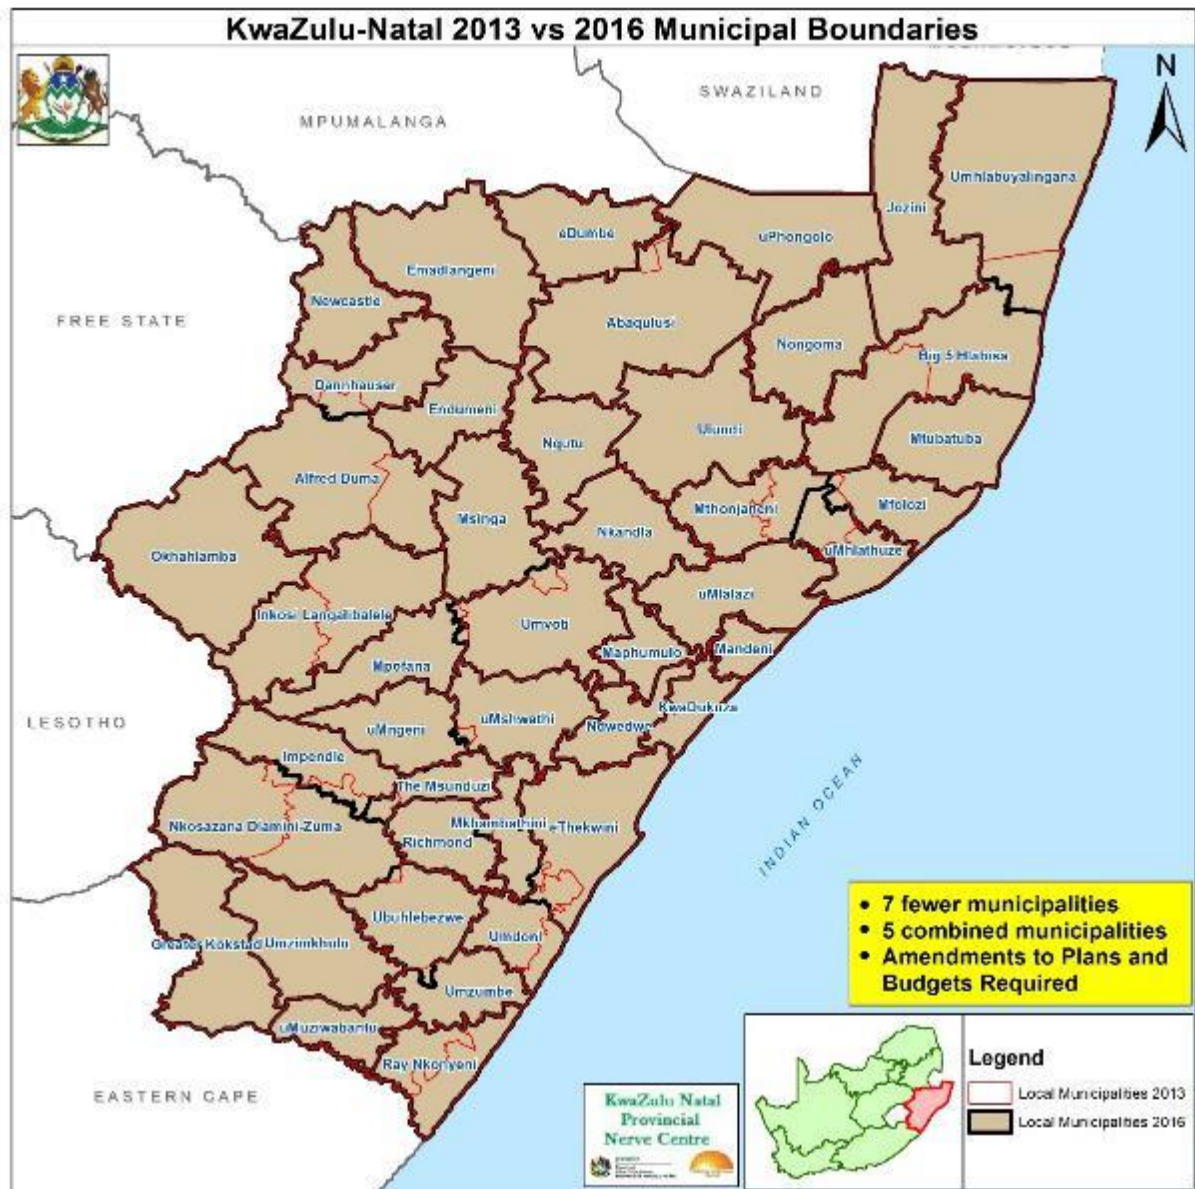 KwaZulu-Natal 2013 vs 2016 Municipal Boundaries
N
SWAZILAND
MPUMALANGA
Umhlabuyalingana
Jozini
eDumbe
uPhongolo
Emadlangeni
Newcastle
FREE STATE
Abaqulusi
Nongoma
Big 5 Hlabisa
Dannhauser
Endumeni
Ulundi
Nqutu
Mtubatuba
Alfred Duma
Msinga
Mthonjaneni
Mfolozi
Nkandla
uMhlathuze
Okhahlamba
uMlalazi
Inkosi Langalibalele
Umvoti
Maphumulo
Mandeni
Mpofana
KwaDukuza
LESOTHO
uMngeni
uMshwathi
Ndwedwe
Impendle
The Msunduzi
INDIAN OCEAN
Nkosazana Dlamini-Zuma
Mkhambathini
eThekwini
Richmond
Ubuhlebezwe
Umdoni
Greater Kokstad
Umzimkhulu
Umzumbe
uMuziwabantu
Ray Nkonyeni
EASTERN CAPE
• 7 fewer municipalities
• 5 combined municipalities
• Amendments to Plans and
Budgets Required
KwaZulu Natal
Provincial
Nerve Centre
Legend
Local Municipalities 2013
Local Municipalities 2016